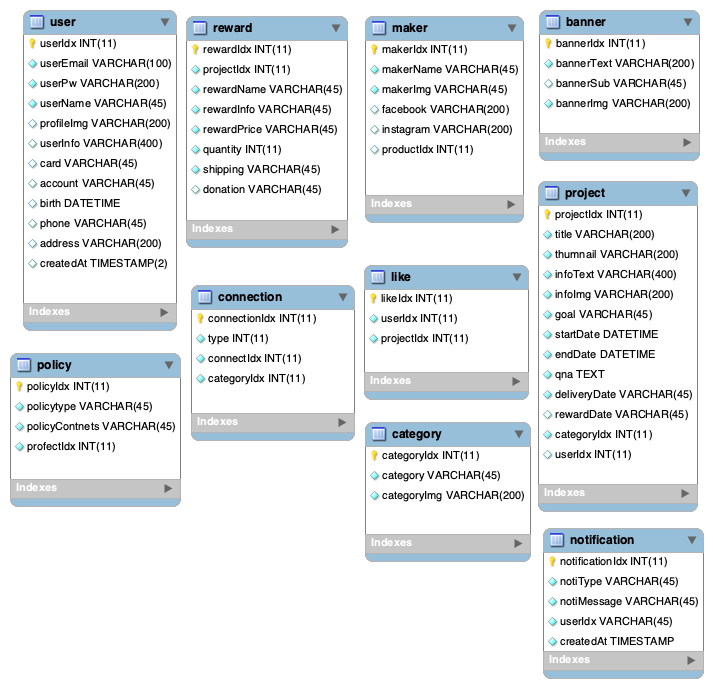 user
userIdx INT(11)
userEmail VARCHAR(100)
userPw VARCHAR(200)
userName VARCHAR(45)
profileImg VARCHAR(200)
userInfo VARCHAR(400)
card VARCHAR(45)
account VARCHAR(45)
birth DATETIME
phone VARCHAR(45)
address VARCHAR(200)
createdAt TIMESTAMP(2)
Indexes
reward
rewardIdx INT(11)
projectIdx INT(11)
rewardName VARCHAR(45)
rewardInfo VARCHAR(45)
rewardPrice VARCHAR(45)
quantity INT(11)
shipping VARCHAR(45)
donation VARCHAR(45)
Indexes
maker
makerIdx INT(11)
makerName VARCHAR(45)
makerImg VARCHAR(45)
facebook VARCHAR(200)
instagram VARCHAR(200)
productIdx INT(11)
Indexes
banner
bannerIdx INT(11)
bannerText VARCHAR(200)
bannerSub VARCHAR(45)
bannerImg VARCHAR(200)
Indexes
project
projectIdx INT(11)
title VARCHAR(200)
thumnail VARCHAR(200)
infoText VARCHAR(400)
infoImg VARCHAR(200)
goal VARCHAR(45)
startDate DATETIME
endDate DATETIME
qna TEXT
deliveryDate VARCHAR(45)
rewardDate VARCHAR(45)
categoryIdx INT(11)
userIdx INT(11)
Indexes
connection
connectionIdx INT(11)
type INT(11)
connectIdx INT(11)
categoryIdx INT(11)
Indexes
like
likeIdx INT(11)
userIdx INT(11)
projectIdx INT(11)
Indexes
policy
policyIdx INT(11)
policytype VARCHAR(45)
policyContnets VARCHAR(45)
profectIdx INT(11)
Indexes
category
categoryIdx INT(11)
category VARCHAR(45)
categoryImg VARCHAR(200)
Indexes
notification
notificationIdx INT(11)
notiType VARCHAR(45)
notiMessage VARCHAR(45)
userIdx VARCHAR(45)
createdAt TIMESTAMP
Indexes